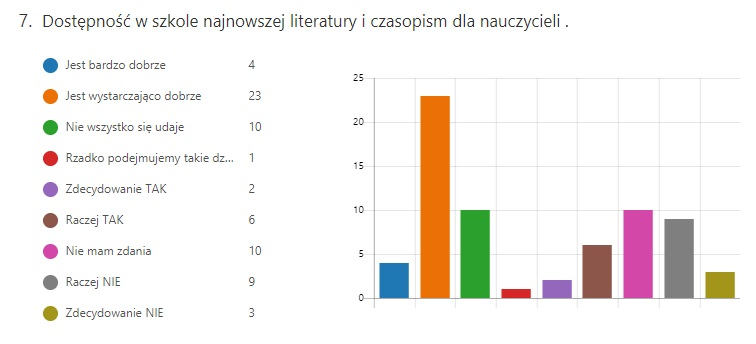 7. Dostępność w szkole najnowszej literatury i czasopism dla nauczycieli .
Jest bardzo dobrze 4
Jest wystarczająco dobrze 23
Nie wszystko się udaje 10
Rzadko podejmujemy takie dz... 1
Zdecydowanie TAK 2
Raczej TAK 6
Nie mam zdania 10
Raczej NIE 9
Zdecydowanie NIE 3
25
20
15
10
5
0